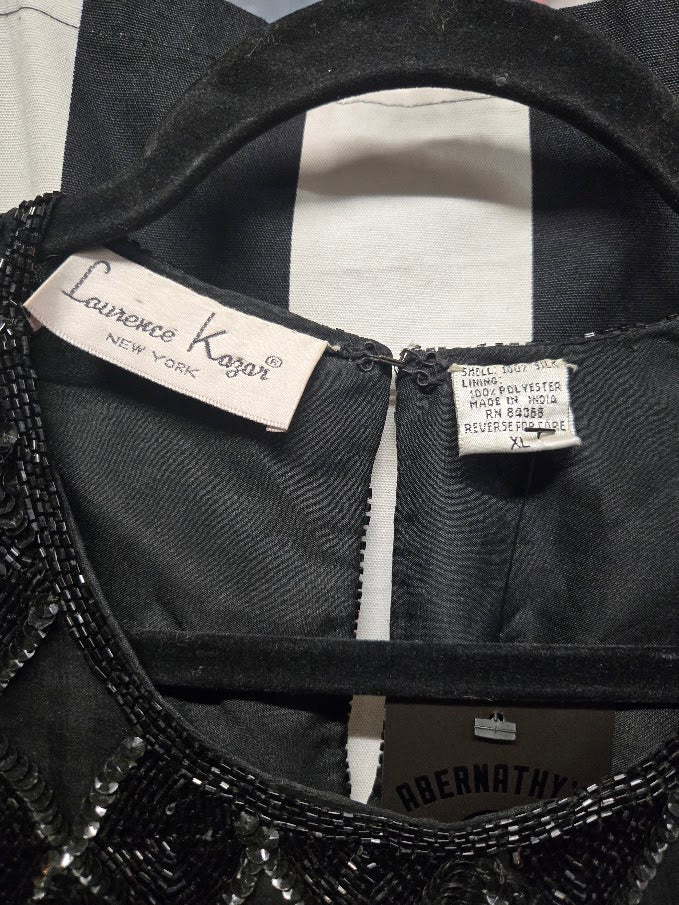 Laurence Kazar®
NEW YORK
SHELL: 100% SILK
LINING:
100% POLYESTER
MADE IN INDIA
RN 84388
REVERSE FOR CARE
XL
ABERNATHY'S